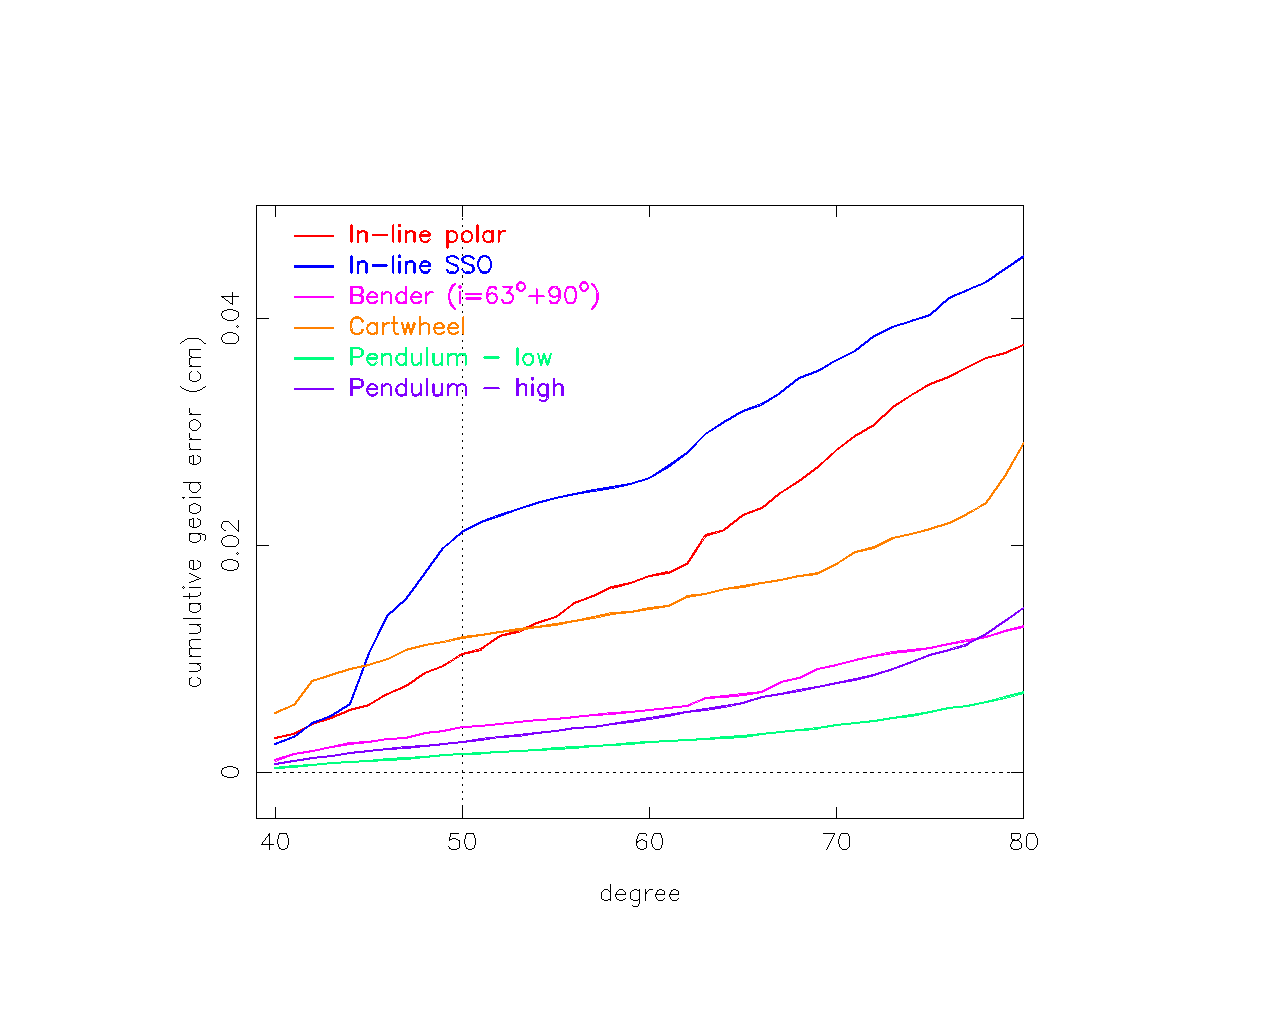 In-line polar
In-line SSO
Bender (i=63°+90°)
Cartwheel
Pendulum - low
Pendulum - high
cumulative geoid error (cm)
0.04
0.02
0
40 50 60 70 80
degree